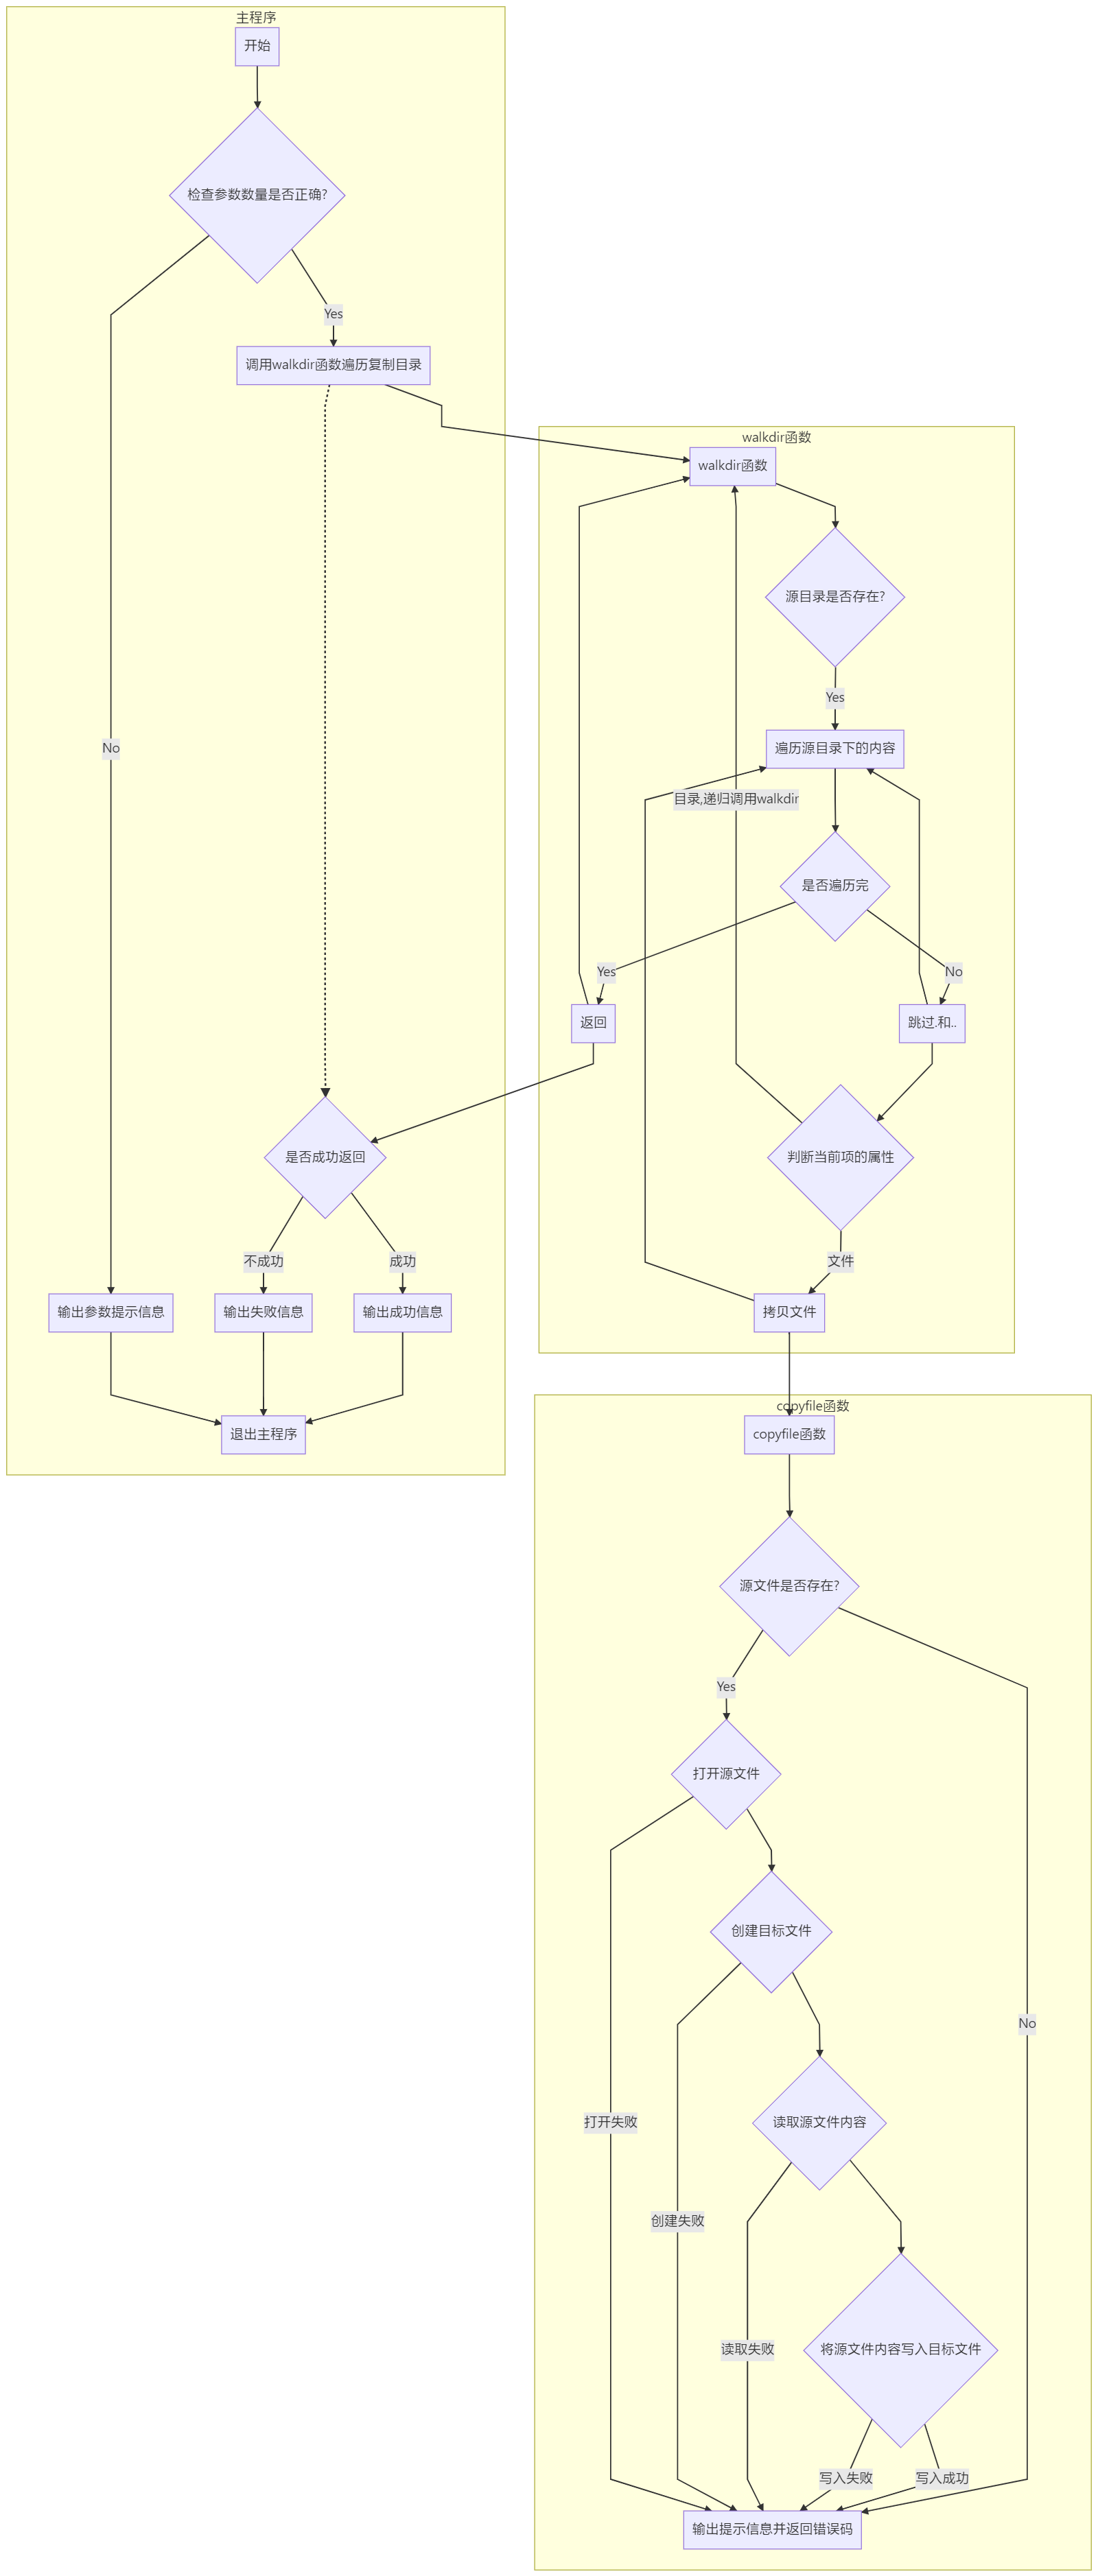 主程序
开始
检查参数数量是否正确?
Yes
调用walkdir函数遍历复制目录
No
是否成功返回
不成功
成功
输出参数提示信息
输出失败信息
输出成功信息
退出主程序
walkdir函数
walkdir函数
源目录是否存在?
Yes
遍历源目录下的内容
目录,递归调用walkdir
是否遍历完
Yes
No
返回
跳过.和..
判断当前项的属性
文件
拷贝文件
copyfile函数
copyfile函数
源文件是否存在?
Yes
打开源文件
创建目标文件
No
打开失败
读取源文件内容
创建失败
读取失败
将源文件内容写入目标文件
写入失败
写入成功
输出提示信息并返回错误码